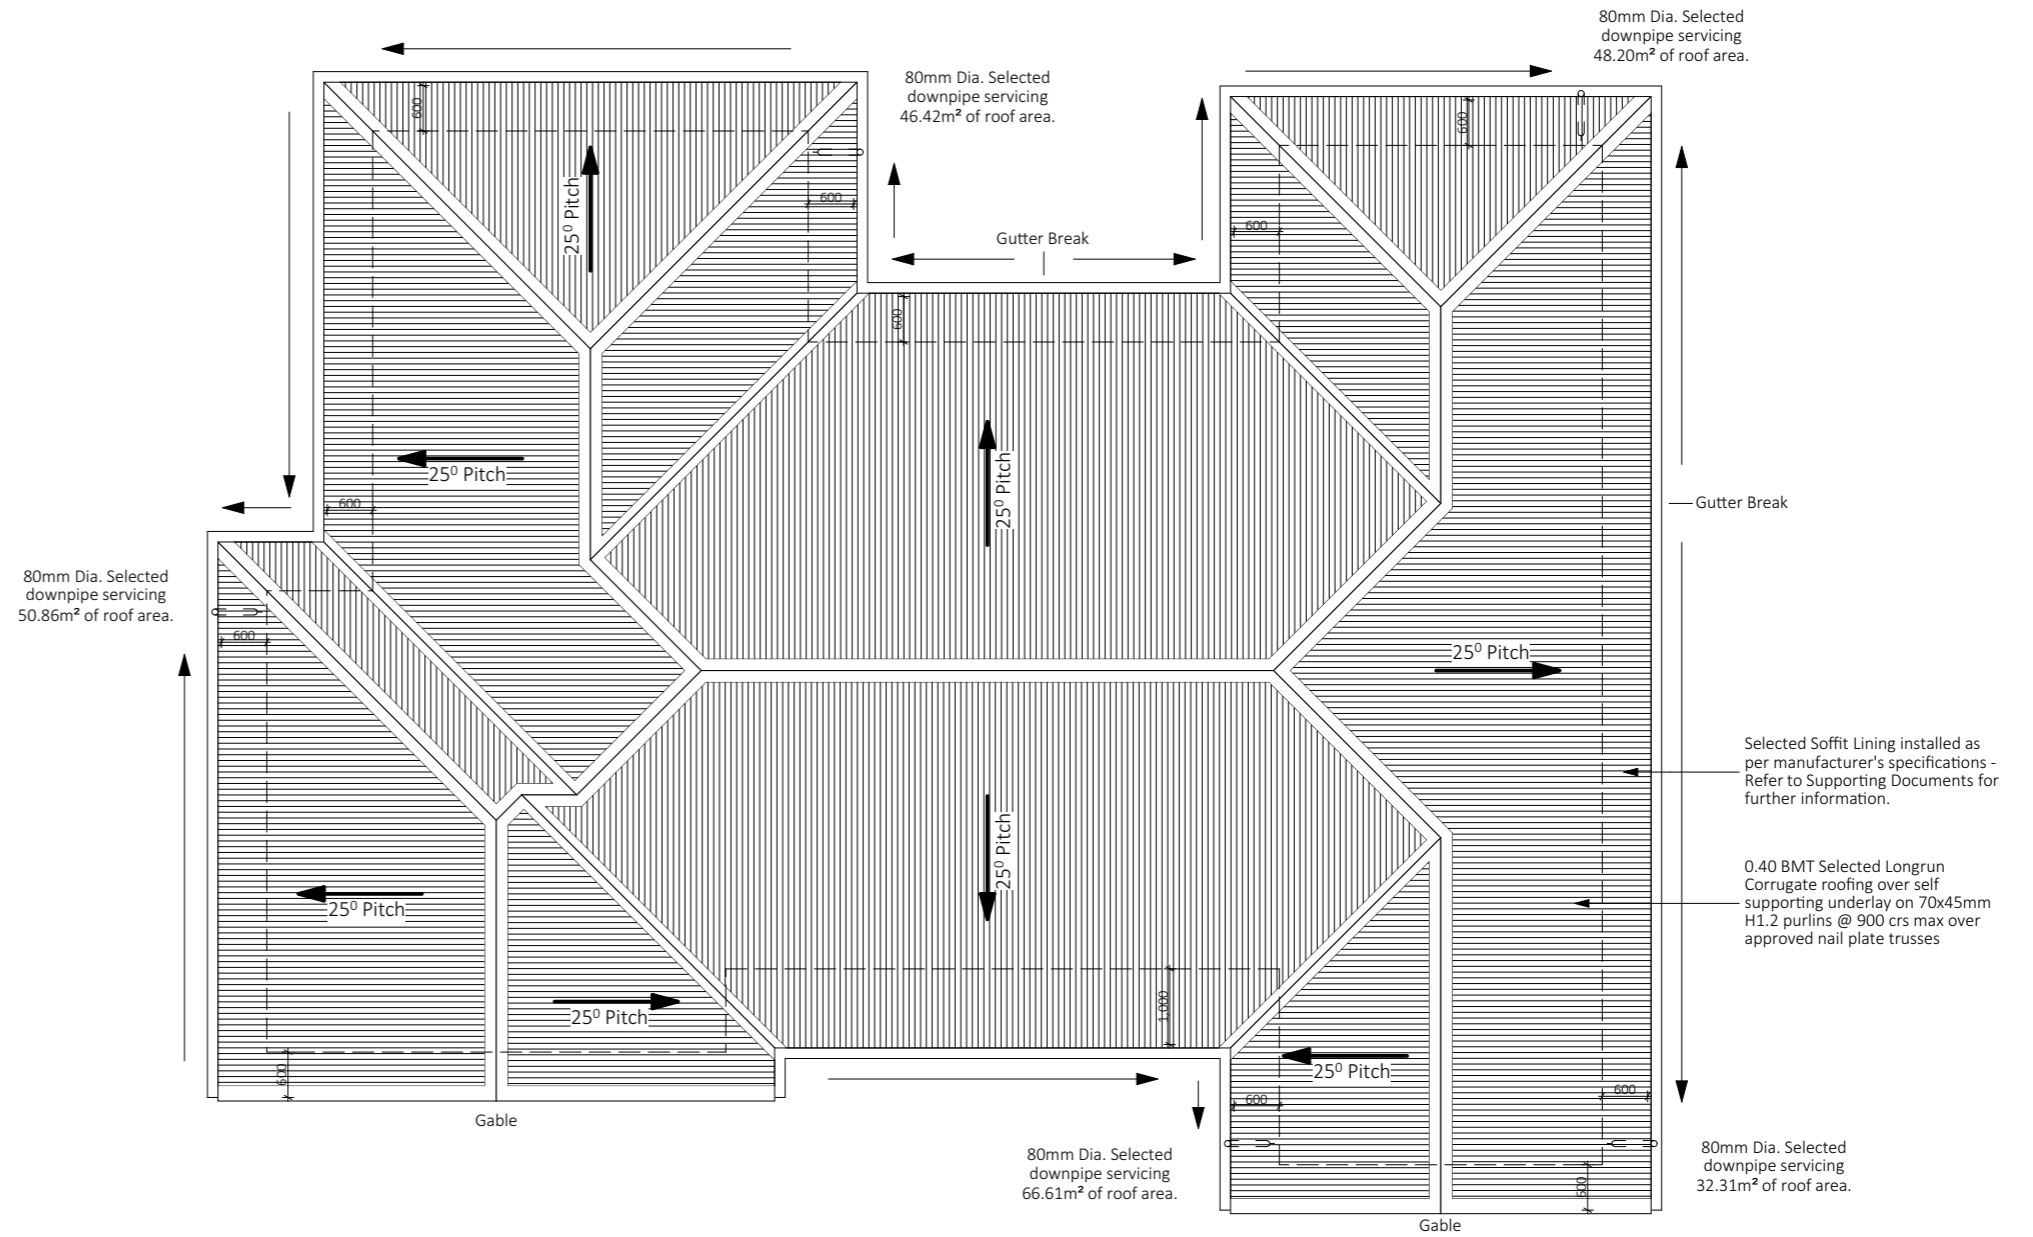 80mm Dia. Selected
downpipe servicing
48.20m² of roof area.
80mm Dia. Selected
downpipe servicing
46.42m² of roof area.
600
600
25⁰ Pitch
600
600
Gutter Break
600
25⁰ Pitch
600
25⁰ Pitch
Gutter Break
80mm Dia. Selected
downpipe servicing
50.86m² of roof area.
600
25⁰ Pitch
Selected Soffit Lining installed as
per manufacturer's specifications -
Refer to Supporting Documents for
further information.
25⁰ Pitch
0.40 BMT Selected Longrun
Corrugate roofing over self
supporting underlay on 70x45mm
H1.2 purlins @ 900 crs max over
approved nail plate trusses
25⁰ Pitch
25⁰ Pitch
1,000
25⁰ Pitch
600
600
600
Gable
80mm Dia. Selected
downpipe servicing
66.61m² of roof area.
80mm Dia. Selected
downpipe servicing
32.31m² of roof area.
600
Gable